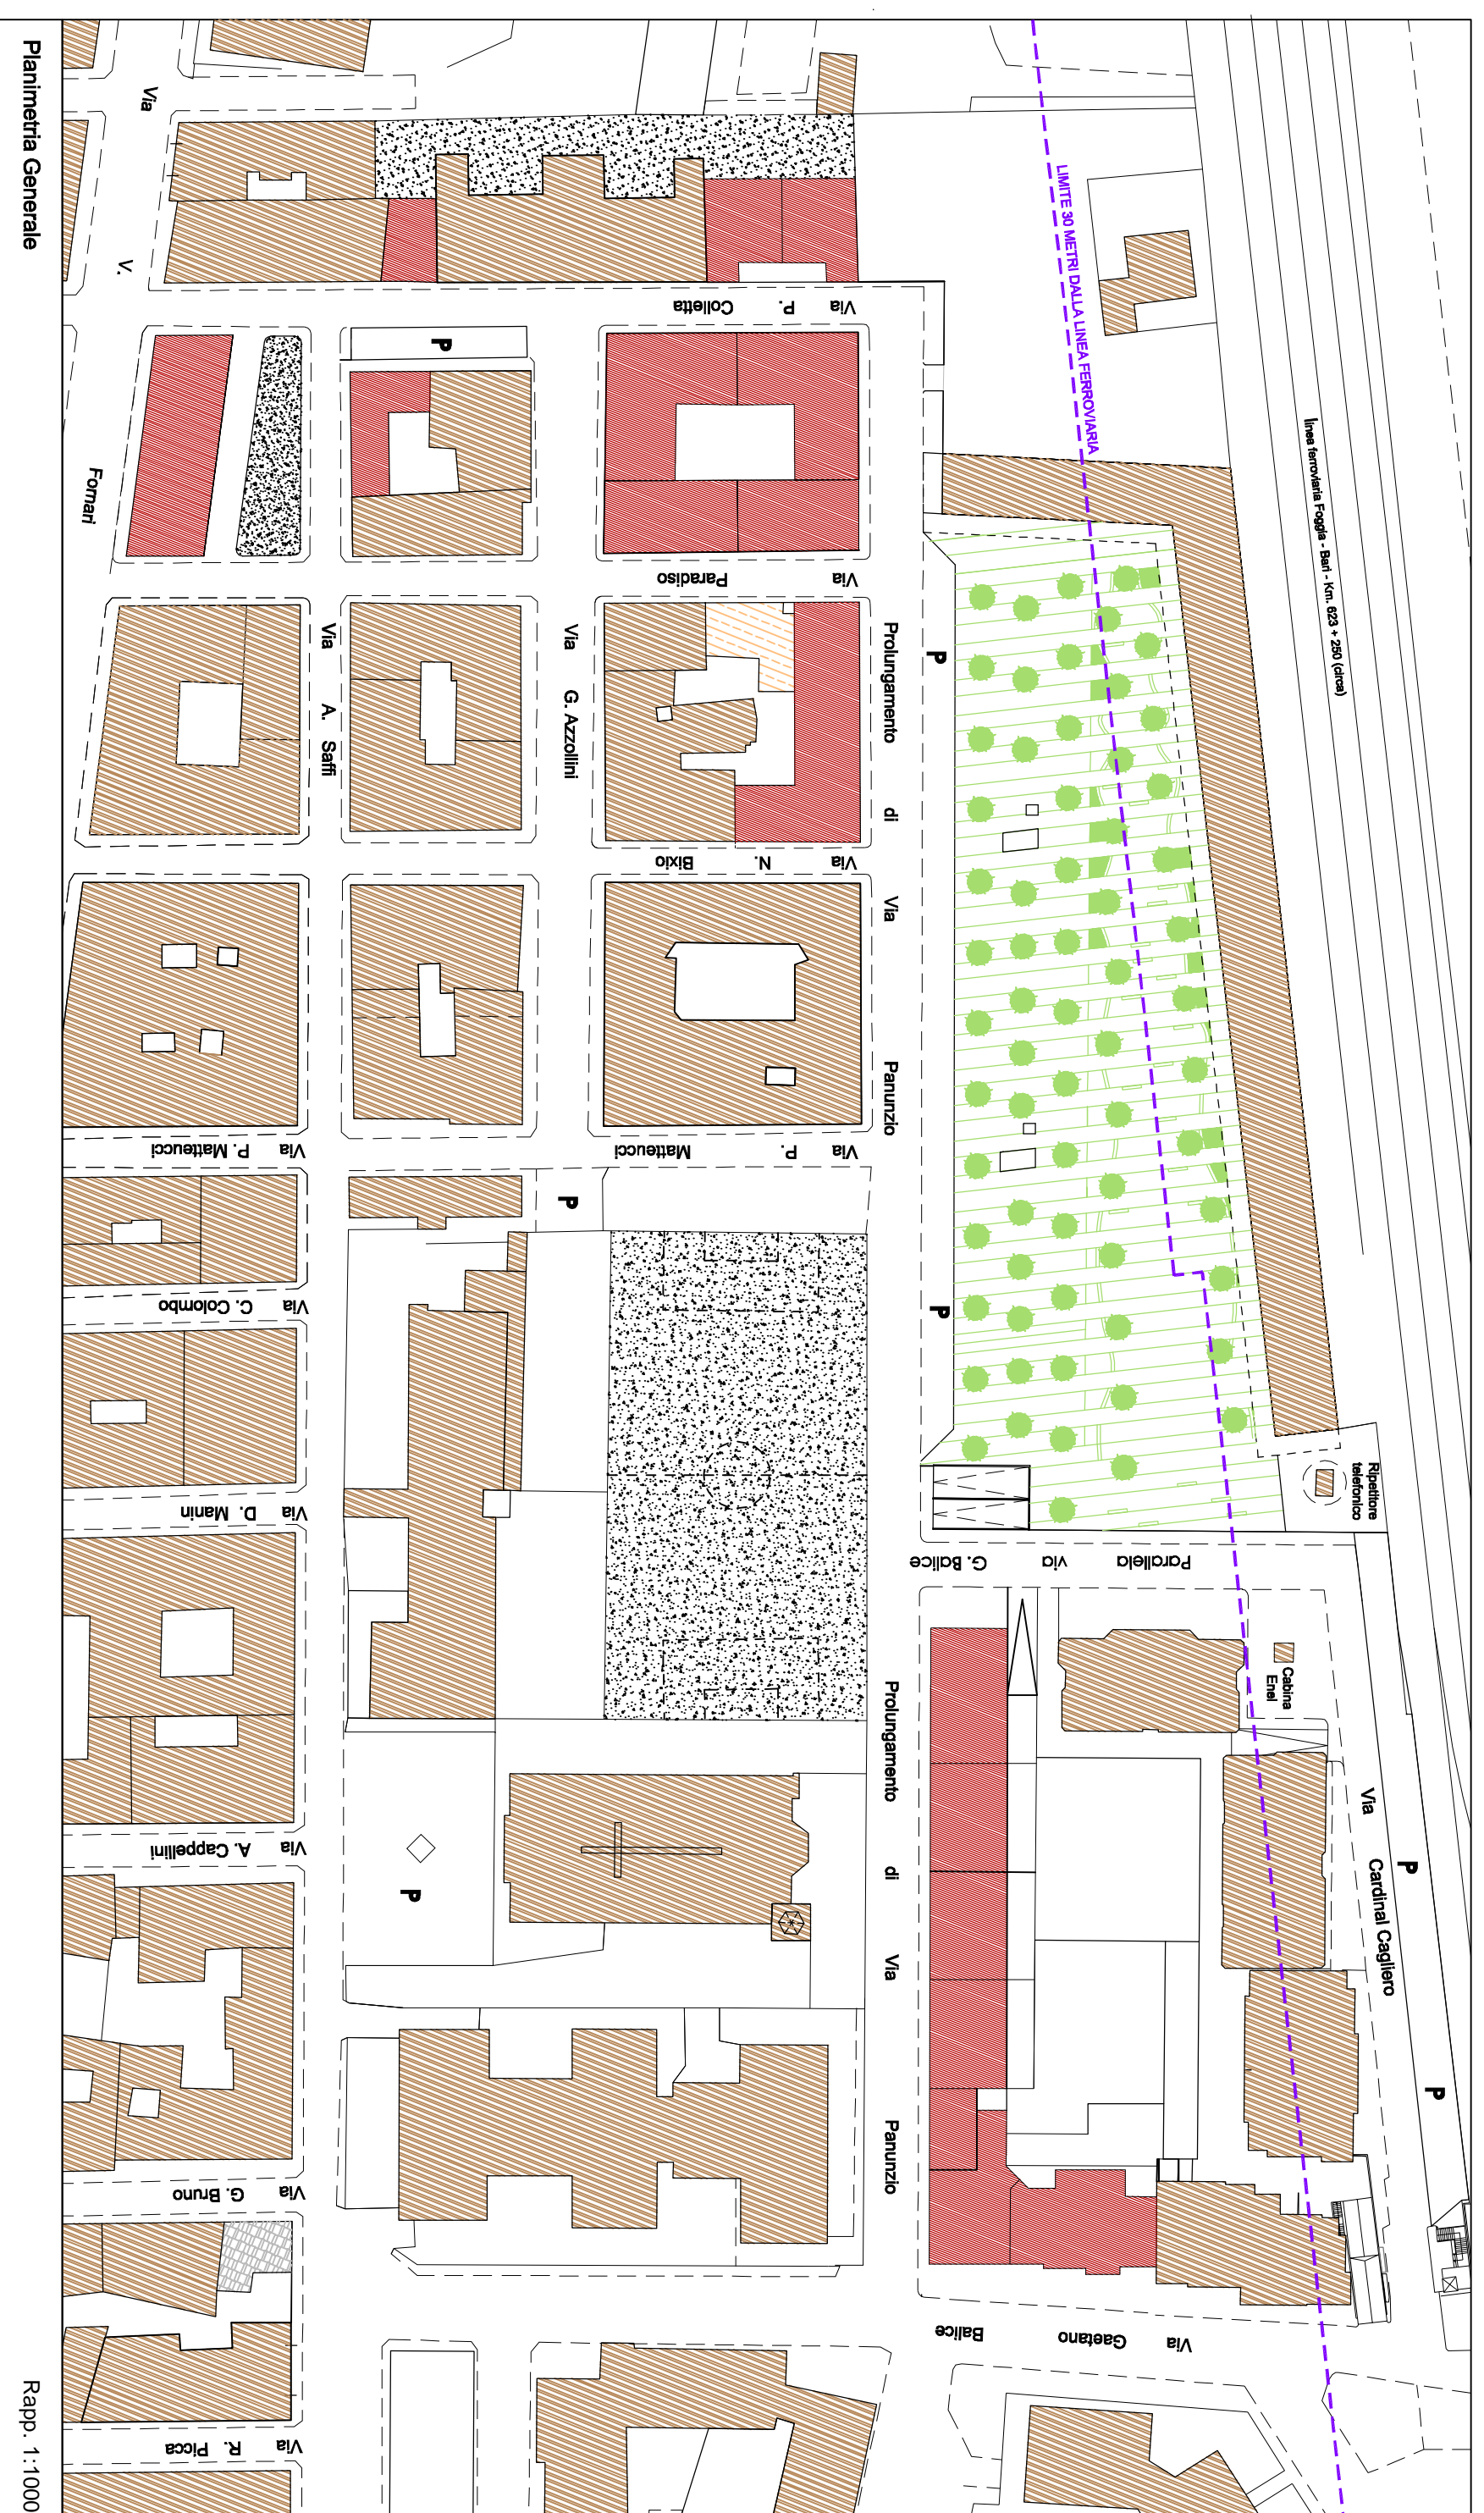 Planimetria Generale
Rapp. 1:1000
LIMITE 30 METRI DALLA LINEA FERROVIARIA
linea ferroviaria Foggia - Bari - Km. 623 + 250 (circa)
Ripetitore
telefonico
Cabina
Enel
Via Cardinal Cagliero
P
P
P
P
Parallela via G. Balice
Via Gaetano Balice
Prolungamento di Via Panunzio
Prolungamento di Via Panunzio
Via P. Colletta
Via Paradiso
Via N. Bixio
Via P. Matteucci
P
P
P
Via G. Azzollini
Via A. Saffi
Via V. Fornari
Via P. Matteucci
Via C. Colombo
Via D. Manin
Via A. Cappellini
Via G. Bruno
Via R. Picca